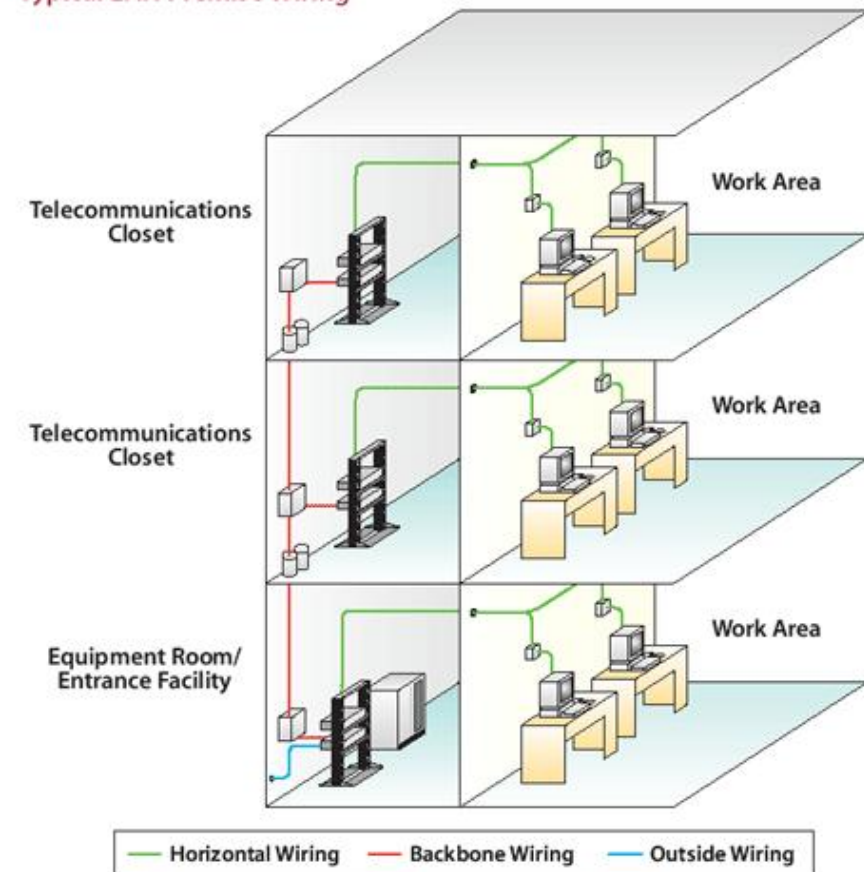 Telecommunications
Closet
Work Area
Telecommunications
Closet
Work Area
Equipment Room/
Entrance Facility
Work Area
Horizontal Wiring
Backbone Wiring
Outside Wiring